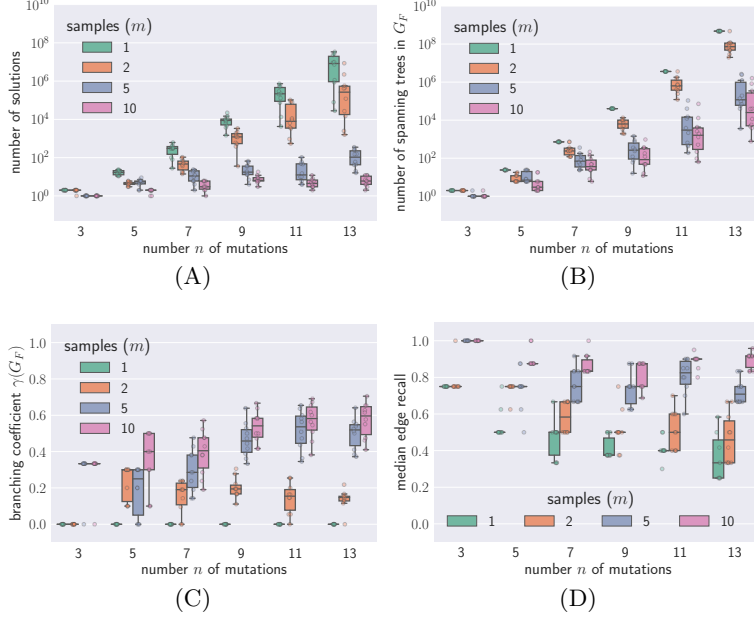 samples (m)
1
2
5
10
number of solutions
10^10
10^8
10^6
10^4
10^2
10^0
3 5 7 9 11 13
number n of mutations
(A)
samples (m)
1
2
5
10
number of spanning trees in G_F
10^10
10^8
10^6
10^4
10^2
10^0
3 5 7 9 11 13
number n of mutations
(B)
samples (m)
1
2
5
10
branching coefficient γ(G_F)
1.0
0.8
0.6
0.4
0.2
0.0
3 5 7 9 11 13
number n of mutations
(C)
median edge recall
1.0
0.8
0.6
0.4
0.2
0.0
samples (m)
1 2 5 10
3 5 7 9 11 13
number n of mutations
(D)